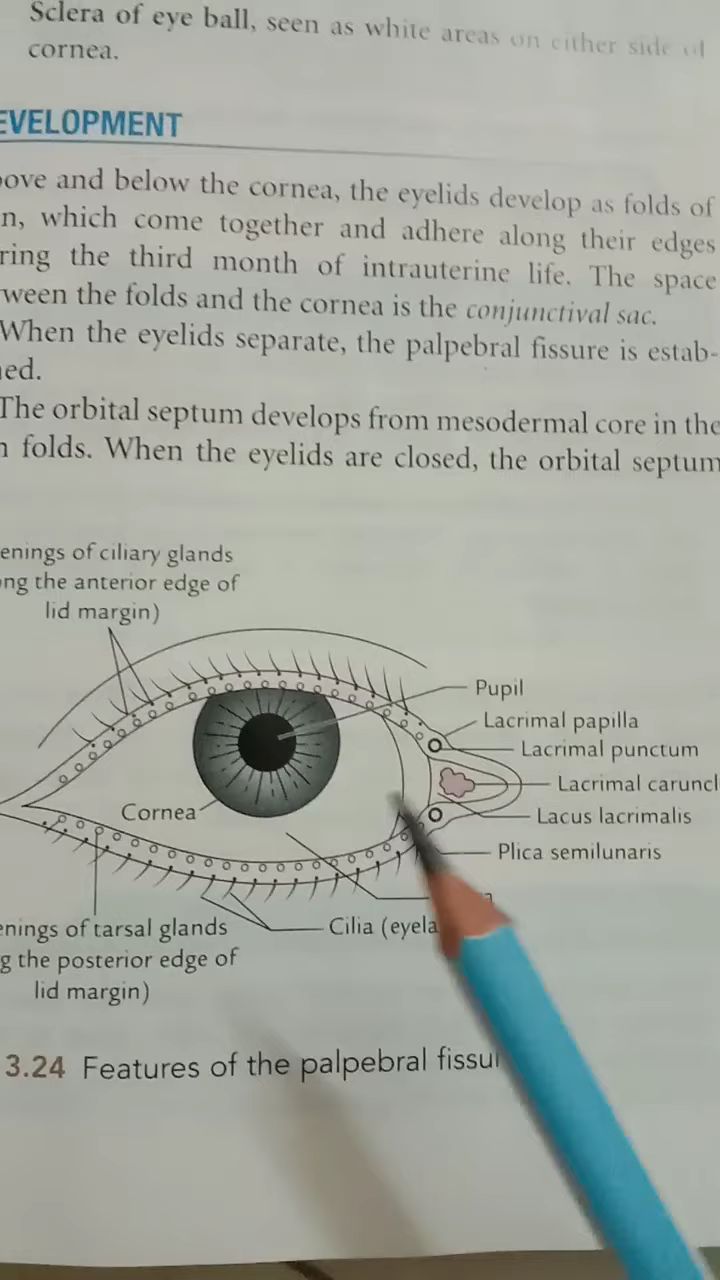 Sclera of eye ball, seen as white areas on either side of
cornea.
EVELOPMENT
ove and below the cornea, the eyelids develop as folds of
n, which come together and adhere along their edges
ring the third month of intrauterine life. The space
ween the folds and the cornea is the conjunctival sac.
When the eyelids separate, the palpebral fissure is estab-
ed.
The orbital septum develops from mesodermal core in the
n folds. When the eyelids are closed, the orbital septum
enings of ciliary glands
ng the anterior edge of
lid margin)
Pupil
Lacrimal papilla
Lacrimal punctum
Lacrimal caruncl
Cornea
Lacus lacrimalis
Plica semilunaris
enings of tarsal glands
Cilia (eyela
g the posterior edge of
lid margin)
3.24 Features of the palpebral fissu